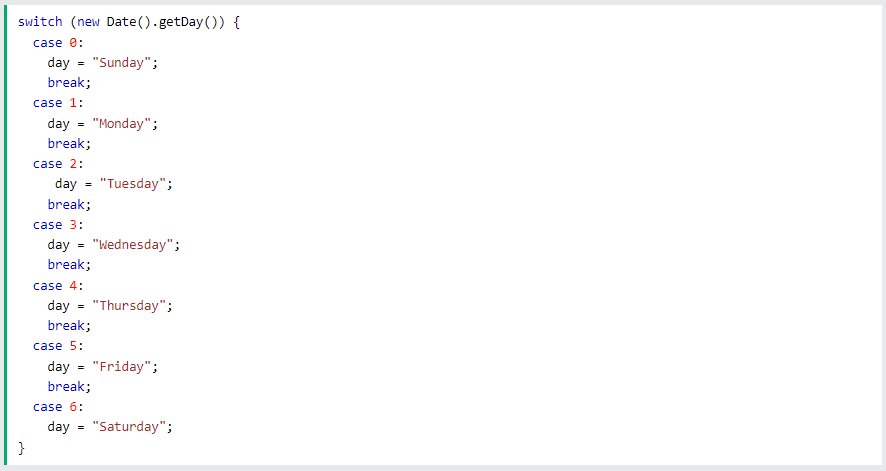 switch (new Date().getDay()) {
  case 0:
    day = "Sunday";
    break;
  case 1:
    day = "Monday";
    break;
  case 2:
     day = "Tuesday";
    break;
  case 3:
    day = "Wednesday";
    break;
  case 4:
    day = "Thursday";
    break;
  case 5:
    day = "Friday";
    break;
  case 6:
    day = "Saturday";
}